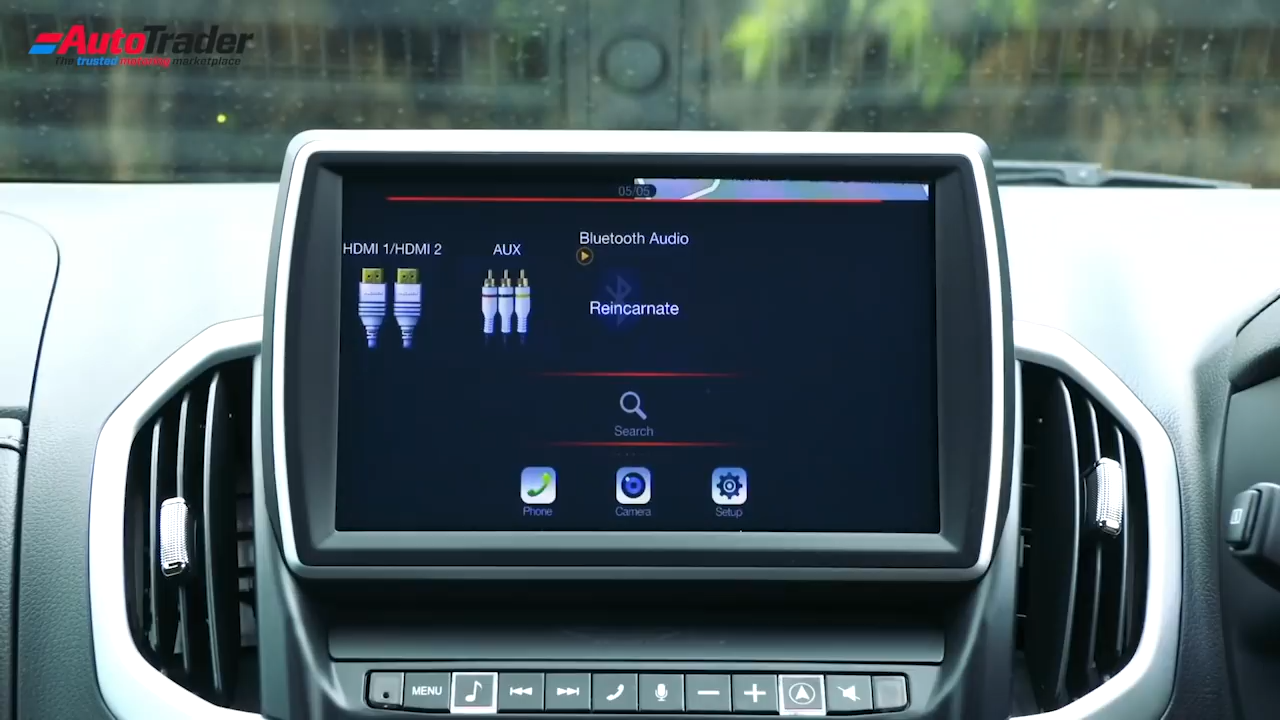 AutoTrader
The trusted motoring marketplace
05/05
HDMI 1/HDMI 2
AUX
Bluetooth Audio
Reincarnate
Search
Phone
Camera
Setup
MENU